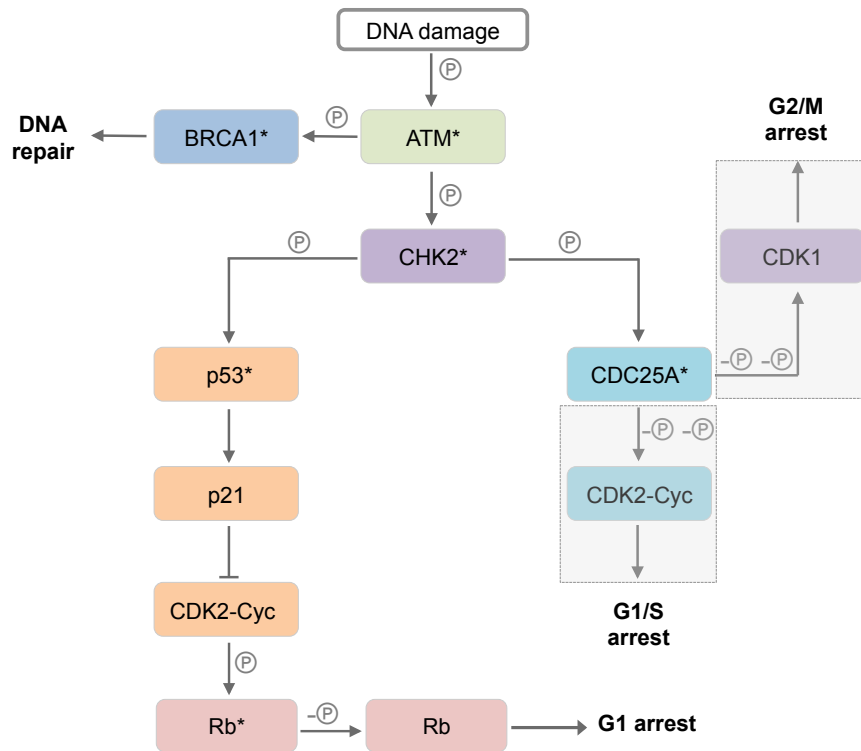 DNA damage
P
G2/M
arrest
DNA
repair
BRCA1*
P
ATM*
P
P
CHK2*
P
CDK1
p53*
CDC25A*
–P –P
–P –P
p21
CDK2-Cyc
CDK2-Cyc
G1/S
arrest
P
Rb*
–P
Rb
G1 arrest